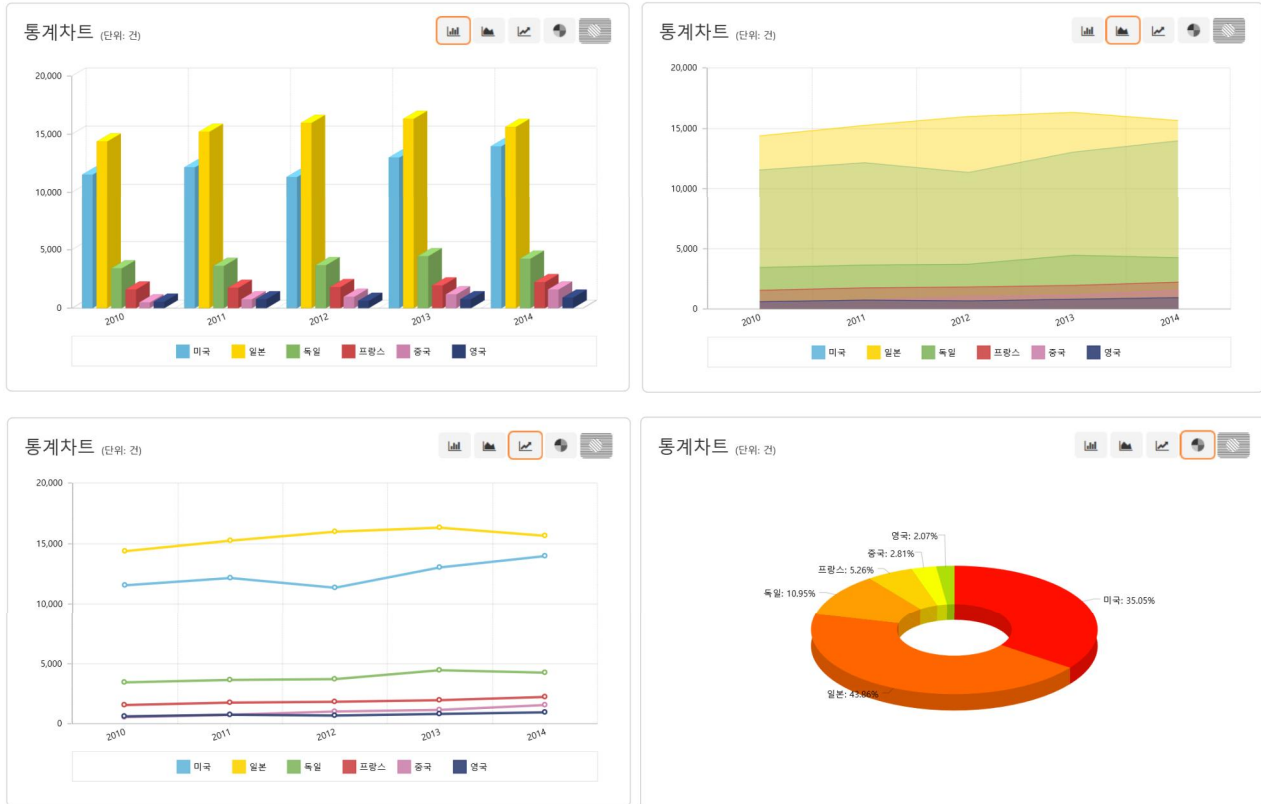 통계차트 (단위: 건)
20,000
15,000
10,000
5,000
0
2010 2011 2012 2013 2014
미국 일본 독일 프랑스 중국 영국
통계차트 (단위: 건)
20,000
15,000
10,000
5,000
0
2010 2011 2012 2013 2014
미국 일본 독일 프랑스 중국 영국
통계차트 (단위: 건)
20,000
15,000
10,000
5,000
0
2010 2011 2012 2013 2014
미국 일본 독일 프랑스 중국 영국
통계차트 (단위: 건)
영국: 2.07%
중국: 2.81%
프랑스: 5.26%
독일: 10.95%
미국: 35.05%
일본: 43.86%